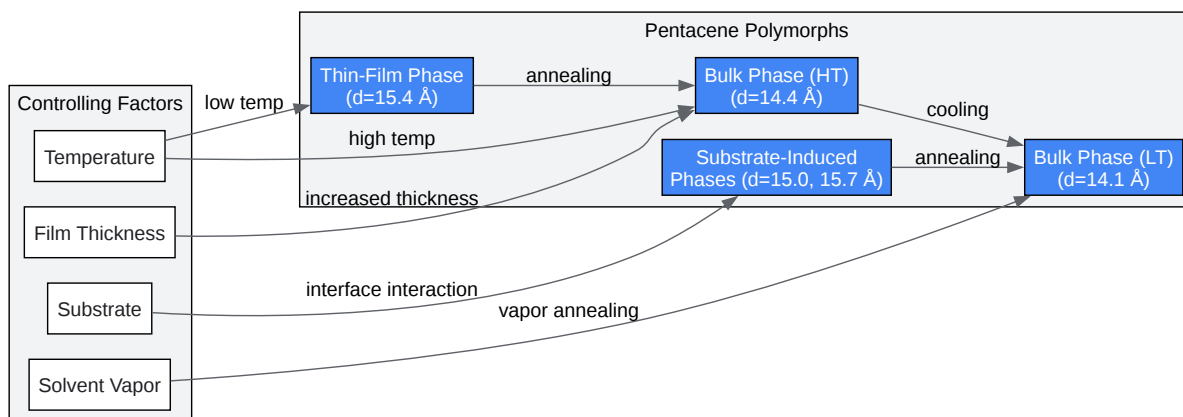 Pentacene Polymorphs
Thin-Film Phase
(d=15.4 Å)
annealing
Bulk Phase (HT)
(d=14.4 Å)
cooling
Controlling Factors
low temp
Temperature
high temp
Substrate-Induced
Phases (d=15.0, 15.7 Å)
annealing
Bulk Phase (LT)
(d=14.1 Å)
increased thickness
Film Thickness
interface interaction
Substrate
vapor annealing
Solvent Vapor